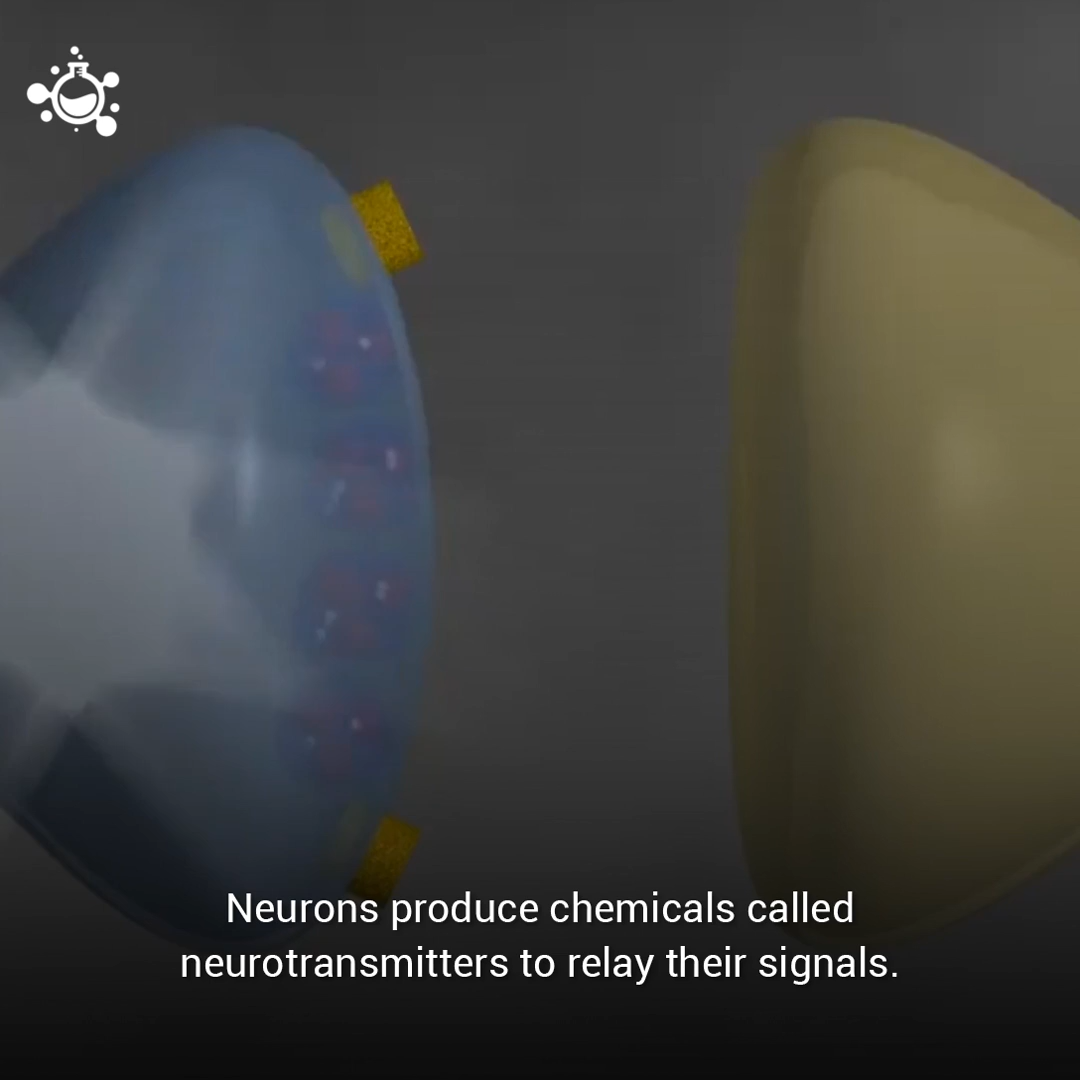 Neurons produce chemicals called
neurotransmitters to relay their signals.